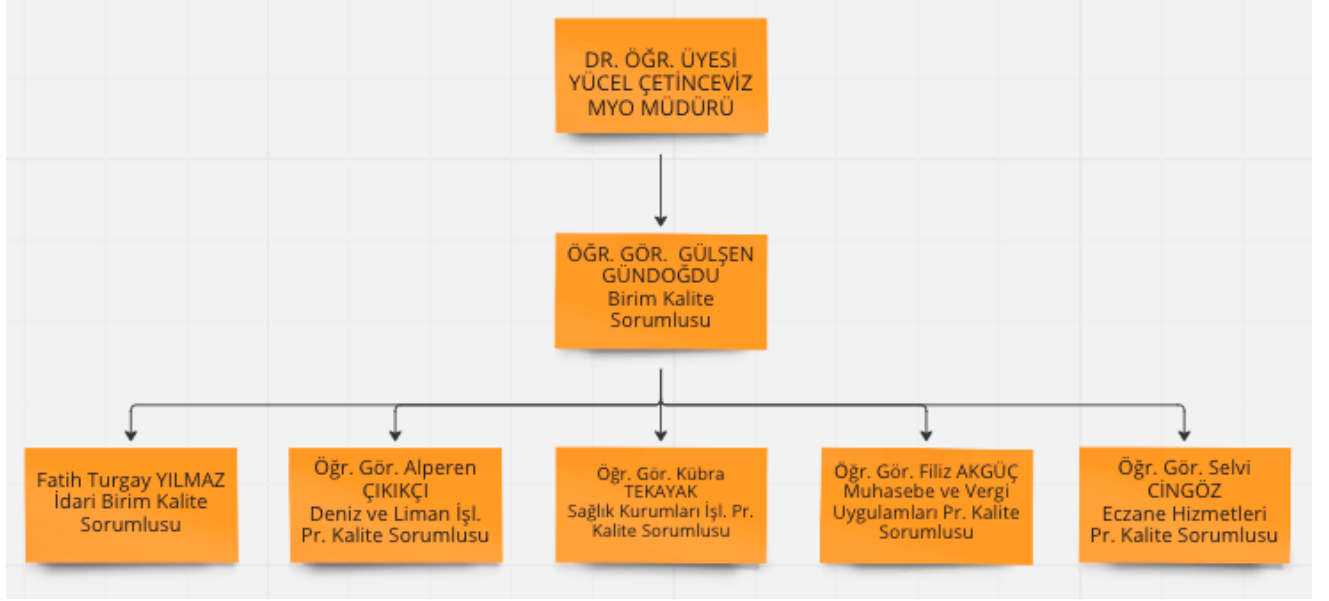 DR. ÖĞR. ÜYESİ
YÜCEL ÇETİNCEVİZ
MYO MÜDÜRÜ
ÖĞR. GÖR. GÜLŞEN
GÜNDOĞDU
Birim Kalite
Sorumlusu
Fatih Turgay YILMAZ
İdari Birim Kalite
Sorumlusu
Öğr. Gör. Alperen
ÇIKIKÇI
Deniz ve Liman İşl.
Pr. Kalite Sorumlusu
Öğr. Gör. Kübra
TEKAYAK
Sağlık Kurumları İşl. Pr.
Kalite Sorumlusu
Öğr. Gör. Filiz AKGÜÇ
Muhasebe ve Vergi
Uygulamları Pr. Kalite
Sorumlusu
Öğr. Gör. Selvi
CİNGÖZ
Eczane Hizmetleri
Pr. Kalite Sorumlusu